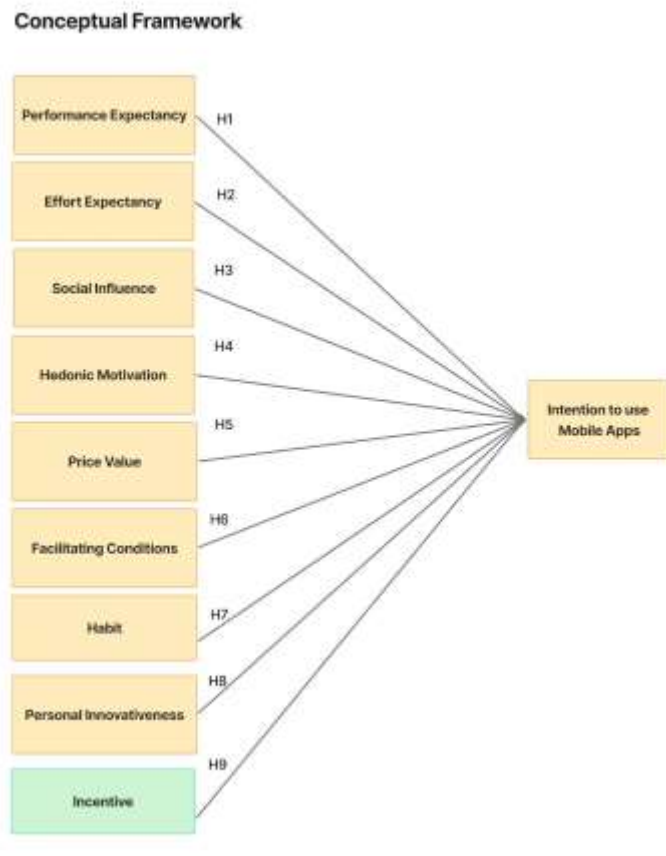 Conceptual Framework
Performance Expectancy
H1
Effort Expectancy
H2
Social Influence
H3
Hedonic Motivation
H4
Price Value
H5
Facilitating Conditions
H6
Habit
H7
Personal Innovativeness
H8
Incentive
H9
Intention to use
Mobile Apps